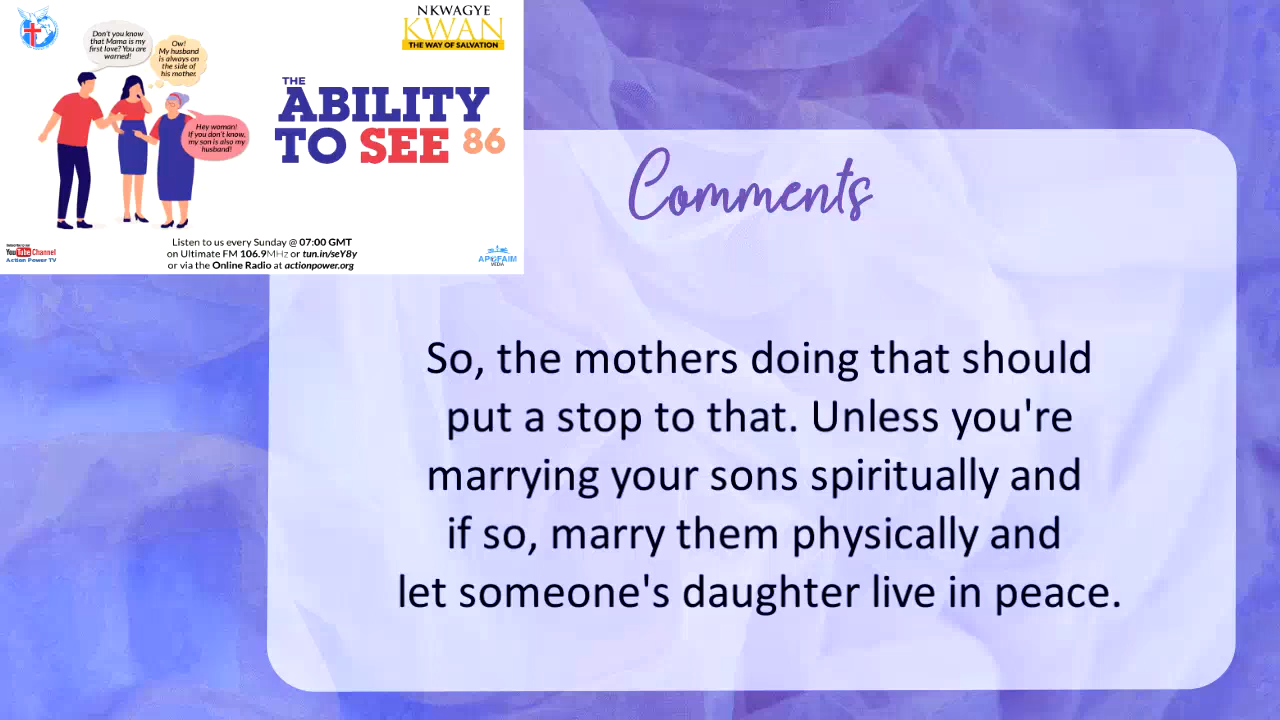 Don't you know
that Mama is my
first love? You are
warned!
Ow!
My husband
is always on
the side of
his mother.
Hey woman!
If you don't know,
my son is also my
husband!
NKWAGYE
KWAN
THE WAY OF SALVATION
THE
ABILITY
TO SEE 86
YouTube Channel
Action Power TV
Listen to us every Sunday @ 07:00 GMT
on Ultimate FM 106.9MHz or tun.in/seY8y
or via the Online Radio at actionpower.org
APOFAIM
MEDIA
Comments
So, the mothers doing that should
put a stop to that. Unless you're
marrying your sons spiritually and
if so, marry them physically and
let someone's daughter live in peace.